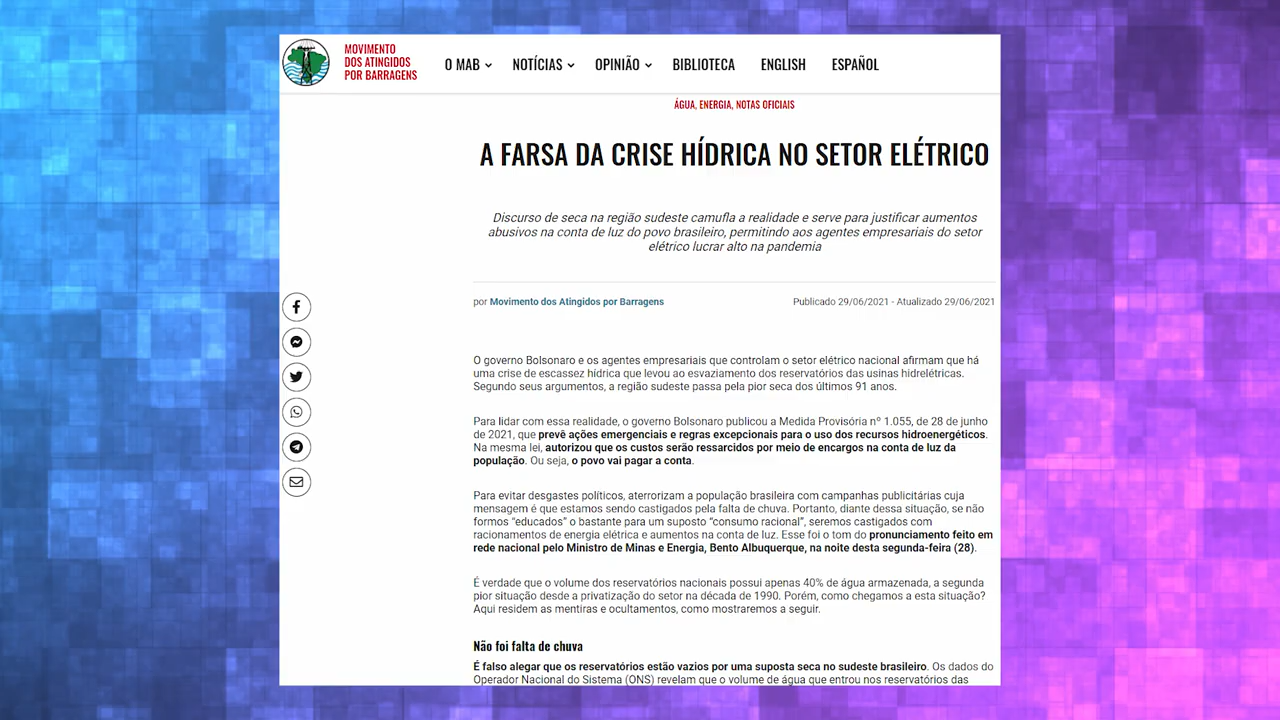 MOVIMENTO
DOS ATINGIDOS
POR BARRAGENS
O MAB
NOTÍCIAS
OPINIÃO
BIBLIOTECA
ENGLISH
ESPAÑOL
ÁGUA, ENERGIA, NOTAS OFICIAIS
A FARSA DA CRISE HÍDRICA NO SETOR ELÉTRICO
Discurso de seca na região sudeste camufla a realidade e serve para justificar aumentos
abusivos na conta de luz do povo brasileiro, permitindo aos agentes empresariais do setor
elétrico lucrar alto na pandemia
por Movimento dos Atingidos por Barragens
Publicado 29/06/2021 - Atualizado 29/06/2021
O governo Bolsonaro e os agentes empresariais que controlam o setor elétrico nacional afirmam que há
uma crise de escassez hídrica que levou ao esvaziamento dos reservatórios das usinas hidrelétricas.
Segundo seus argumentos, a região sudeste passa pela pior seca dos últimos 91 anos.
Para lidar com essa realidade, o governo Bolsonaro publicou a Medida Provisória nº 1.055, de 28 de junho
de 2021, que prevê ações emergenciais e regras excepcionais para o uso dos recursos hidroenergéticos.
Na mesma lei, autorizou que os custos serão ressarcidos por meio de encargos na conta de luz da
população. Ou seja, o povo vai pagar a conta.
Para evitar desgastes políticos, aterrorizam a população brasileira com campanhas publicitárias cuja
mensagem é que estamos sendo castigados pela falta de chuva. Portanto, diante dessa situação, se não
formos "educados" o bastante para um suposto "consumo racional", seremos castigados com
racionamentos de energia elétrica e aumentos na conta de luz. Esse foi o tom do pronunciamento feito em
rede nacional pelo Ministro de Minas e Energia, Bento Albuquerque, na noite desta segunda-feira (28).
É verdade que o volume dos reservatórios nacionais possui apenas 40% de água armazenada, a segunda
pior situação desde a privatização do setor na década de 1990. Porém, como chegamos a esta situação?
Aqui residem as mentiras e ocultamentos, como mostraremos a seguir.
Não foi falta de chuva
É falso alegar que os reservatórios estão vazios por uma suposta seca no sudeste brasileiro. Os dados do
Operador Nacional do Sistema (ONS) revelam que o volume de água que entrou nos reservatórios das